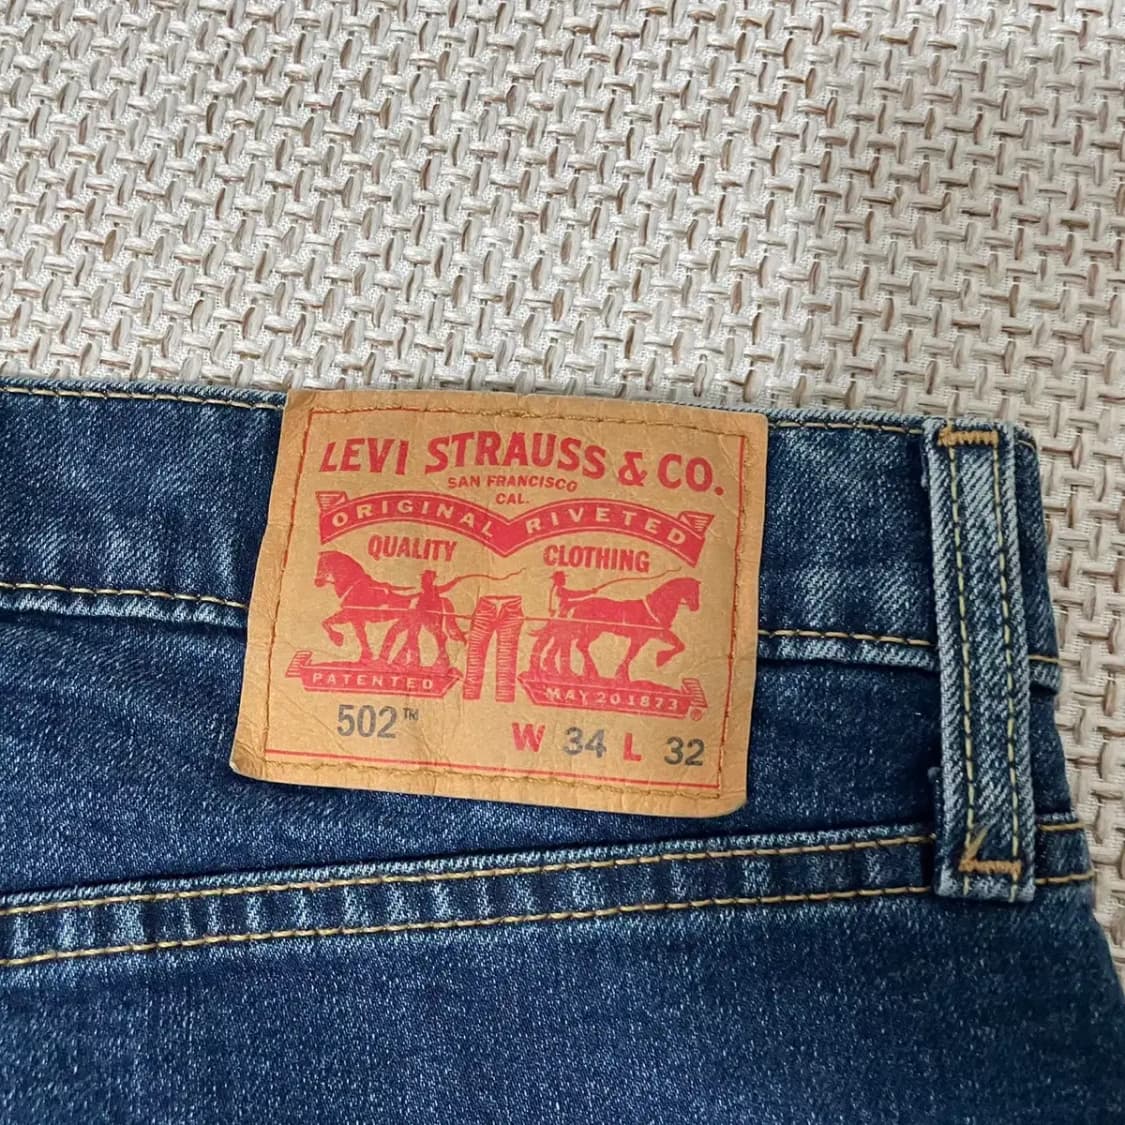 LEVI STRAUSS & CO.
SAN FRANCISCO
CAL.
ORIGINAL RIVETED
QUALITY CLOTHING
PATENTED MAY 20 1873 ®
502™ W 34 L 32